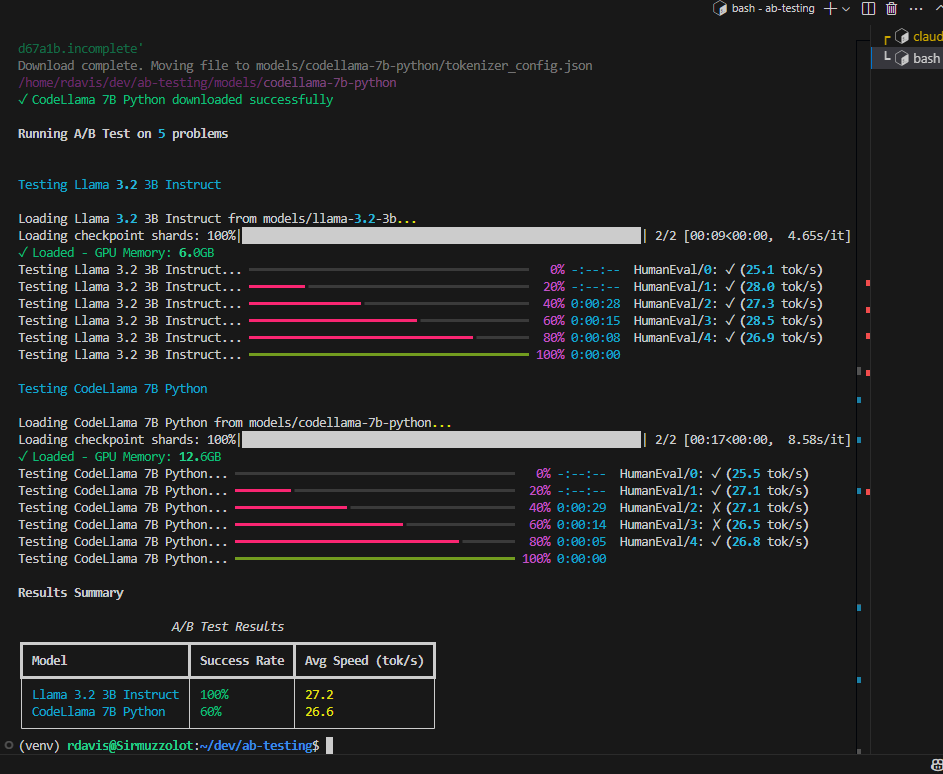 bash - ab-testing
claud
bash
d67a1b.incomplete'
Download complete. Moving file to models/codellama-7b-python/tokenizer_config.json
/home/rdavis/dev/ab-testing/models/codellama-7b-python
✓ CodeLlama 7B Python downloaded successfully
Running A/B Test on 5 problems
Testing Llama 3.2 3B Instruct
Loading Llama 3.2 3B Instruct from models/llama-3.2-3b...
Loading checkpoint shards: 100%| | 2/2 [00:09<00:00, 4.65s/it]
✓ Loaded - GPU Memory: 6.0GB
Testing Llama 3.2 3B Instruct... 0% -:--:-- HumanEval/0: ✓ (25.1 tok/s)
Testing Llama 3.2 3B Instruct... 20% -:--:-- HumanEval/1: ✓ (28.0 tok/s)
Testing Llama 3.2 3B Instruct... 40% 0:00:28 HumanEval/2: ✓ (27.3 tok/s)
Testing Llama 3.2 3B Instruct... 60% 0:00:15 HumanEval/3: ✓ (28.5 tok/s)
Testing Llama 3.2 3B Instruct... 80% 0:00:08 HumanEval/4: ✓ (26.9 tok/s)
Testing Llama 3.2 3B Instruct... 100% 0:00:00
Testing CodeLlama 7B Python
Loading CodeLlama 7B Python from models/codellama-7b-python...
Loading checkpoint shards: 100%| | 2/2 [00:17<00:00, 8.58s/it]
✓ Loaded - GPU Memory: 12.6GB
Testing CodeLlama 7B Python... 0% -:--:-- HumanEval/0: ✓ (25.5 tok/s)
Testing CodeLlama 7B Python... 20% -:--:-- HumanEval/1: ✓ (27.1 tok/s)
Testing CodeLlama 7B Python... 40% 0:00:29 HumanEval/2: ✗ (27.1 tok/s)
Testing CodeLlama 7B Python... 60% 0:00:14 HumanEval/3: ✗ (26.5 tok/s)
Testing CodeLlama 7B Python... 80% 0:00:05 HumanEval/4: ✓ (26.8 tok/s)
Testing CodeLlama 7B Python... 100% 0:00:00
Results Summary
A/B Test Results
Model Success Rate Avg Speed (tok/s)
Llama 3.2 3B Instruct 100% 27.2
CodeLlama 7B Python 60% 26.6
(venv) rdavis@Sirmuzzolot:~/dev/ab-testing$